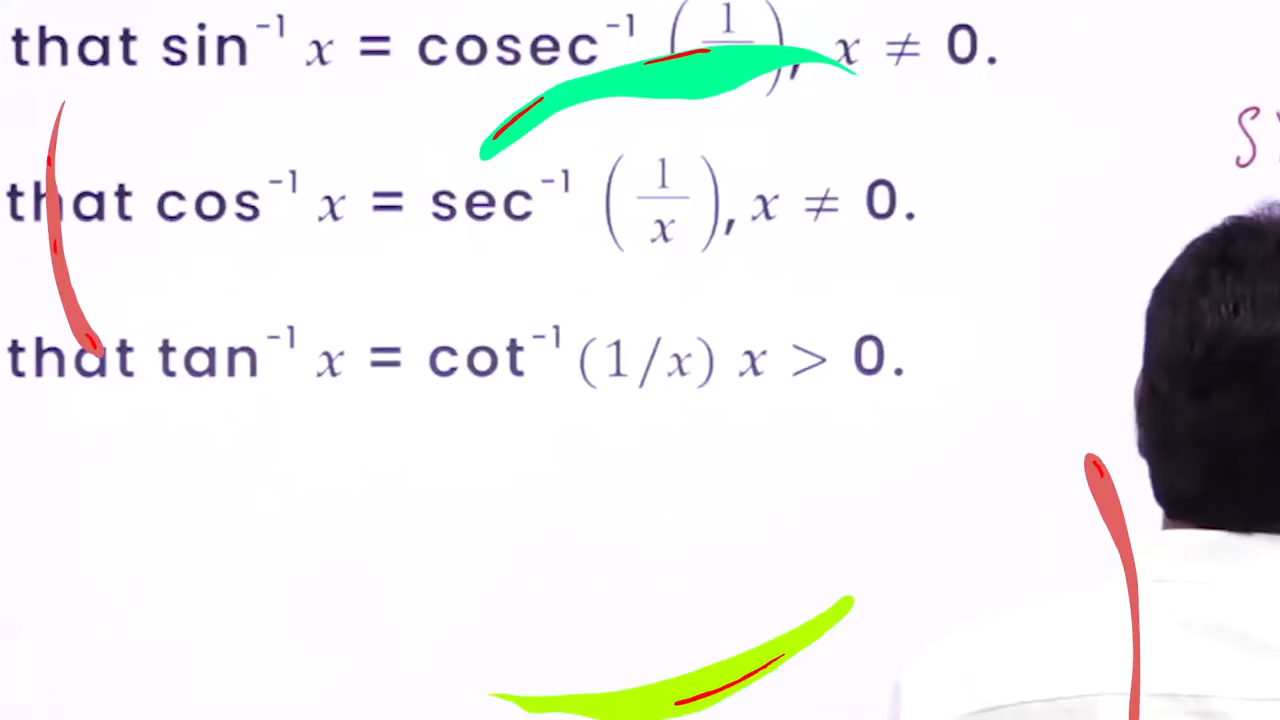 that sin⁻¹ x = cosec⁻¹ (1/), x ≠ 0.
that cos⁻¹ x = sec⁻¹ (1/x), x ≠ 0.
that tan⁻¹ x = cot⁻¹ (1/x) x > 0.